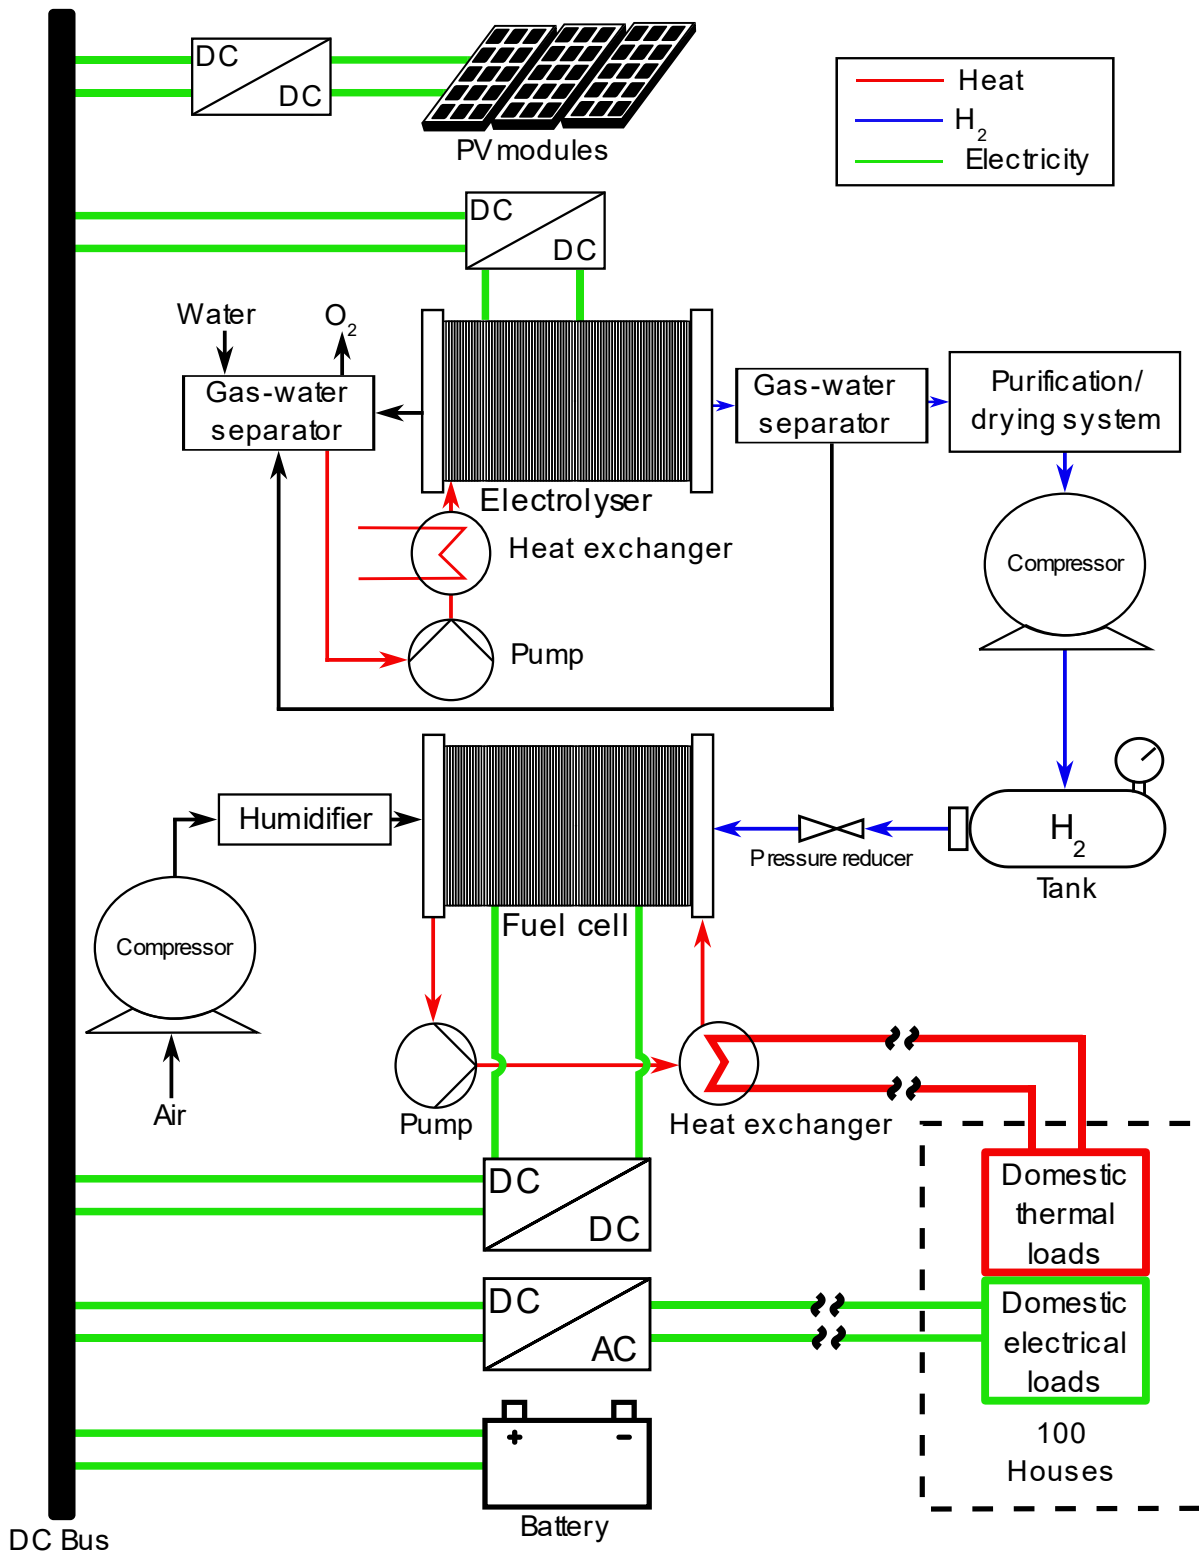 DC
DC
PV modules
Heat
H2
Electricity
DC
DC
Water
O2
Gas-water
separator
Electrolyser
Gas-water
separator
Purification/
drying system
Heat exchanger
Compressor
Pump
Humidifier
Compressor
Air
Fuel cell
Pressure reducer
H2
Tank
Pump
Heat exchanger
DC
DC
Domestic
thermal
loads
DC
AC
Domestic
electrical
loads
100
Houses
+
-
Battery
DC Bus